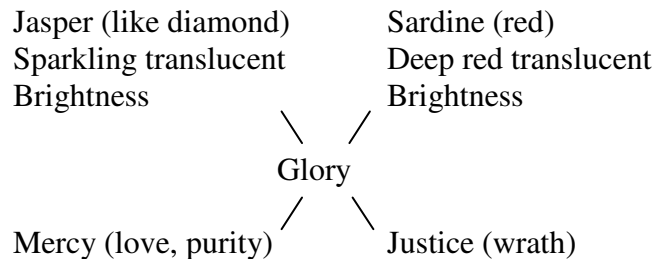 Jasper (like diamond)
Sparkling translucent
Brightness
Sardine (red)
Deep red translucent
Brightness
Glory
Mercy (love, purity)
Justice (wrath)